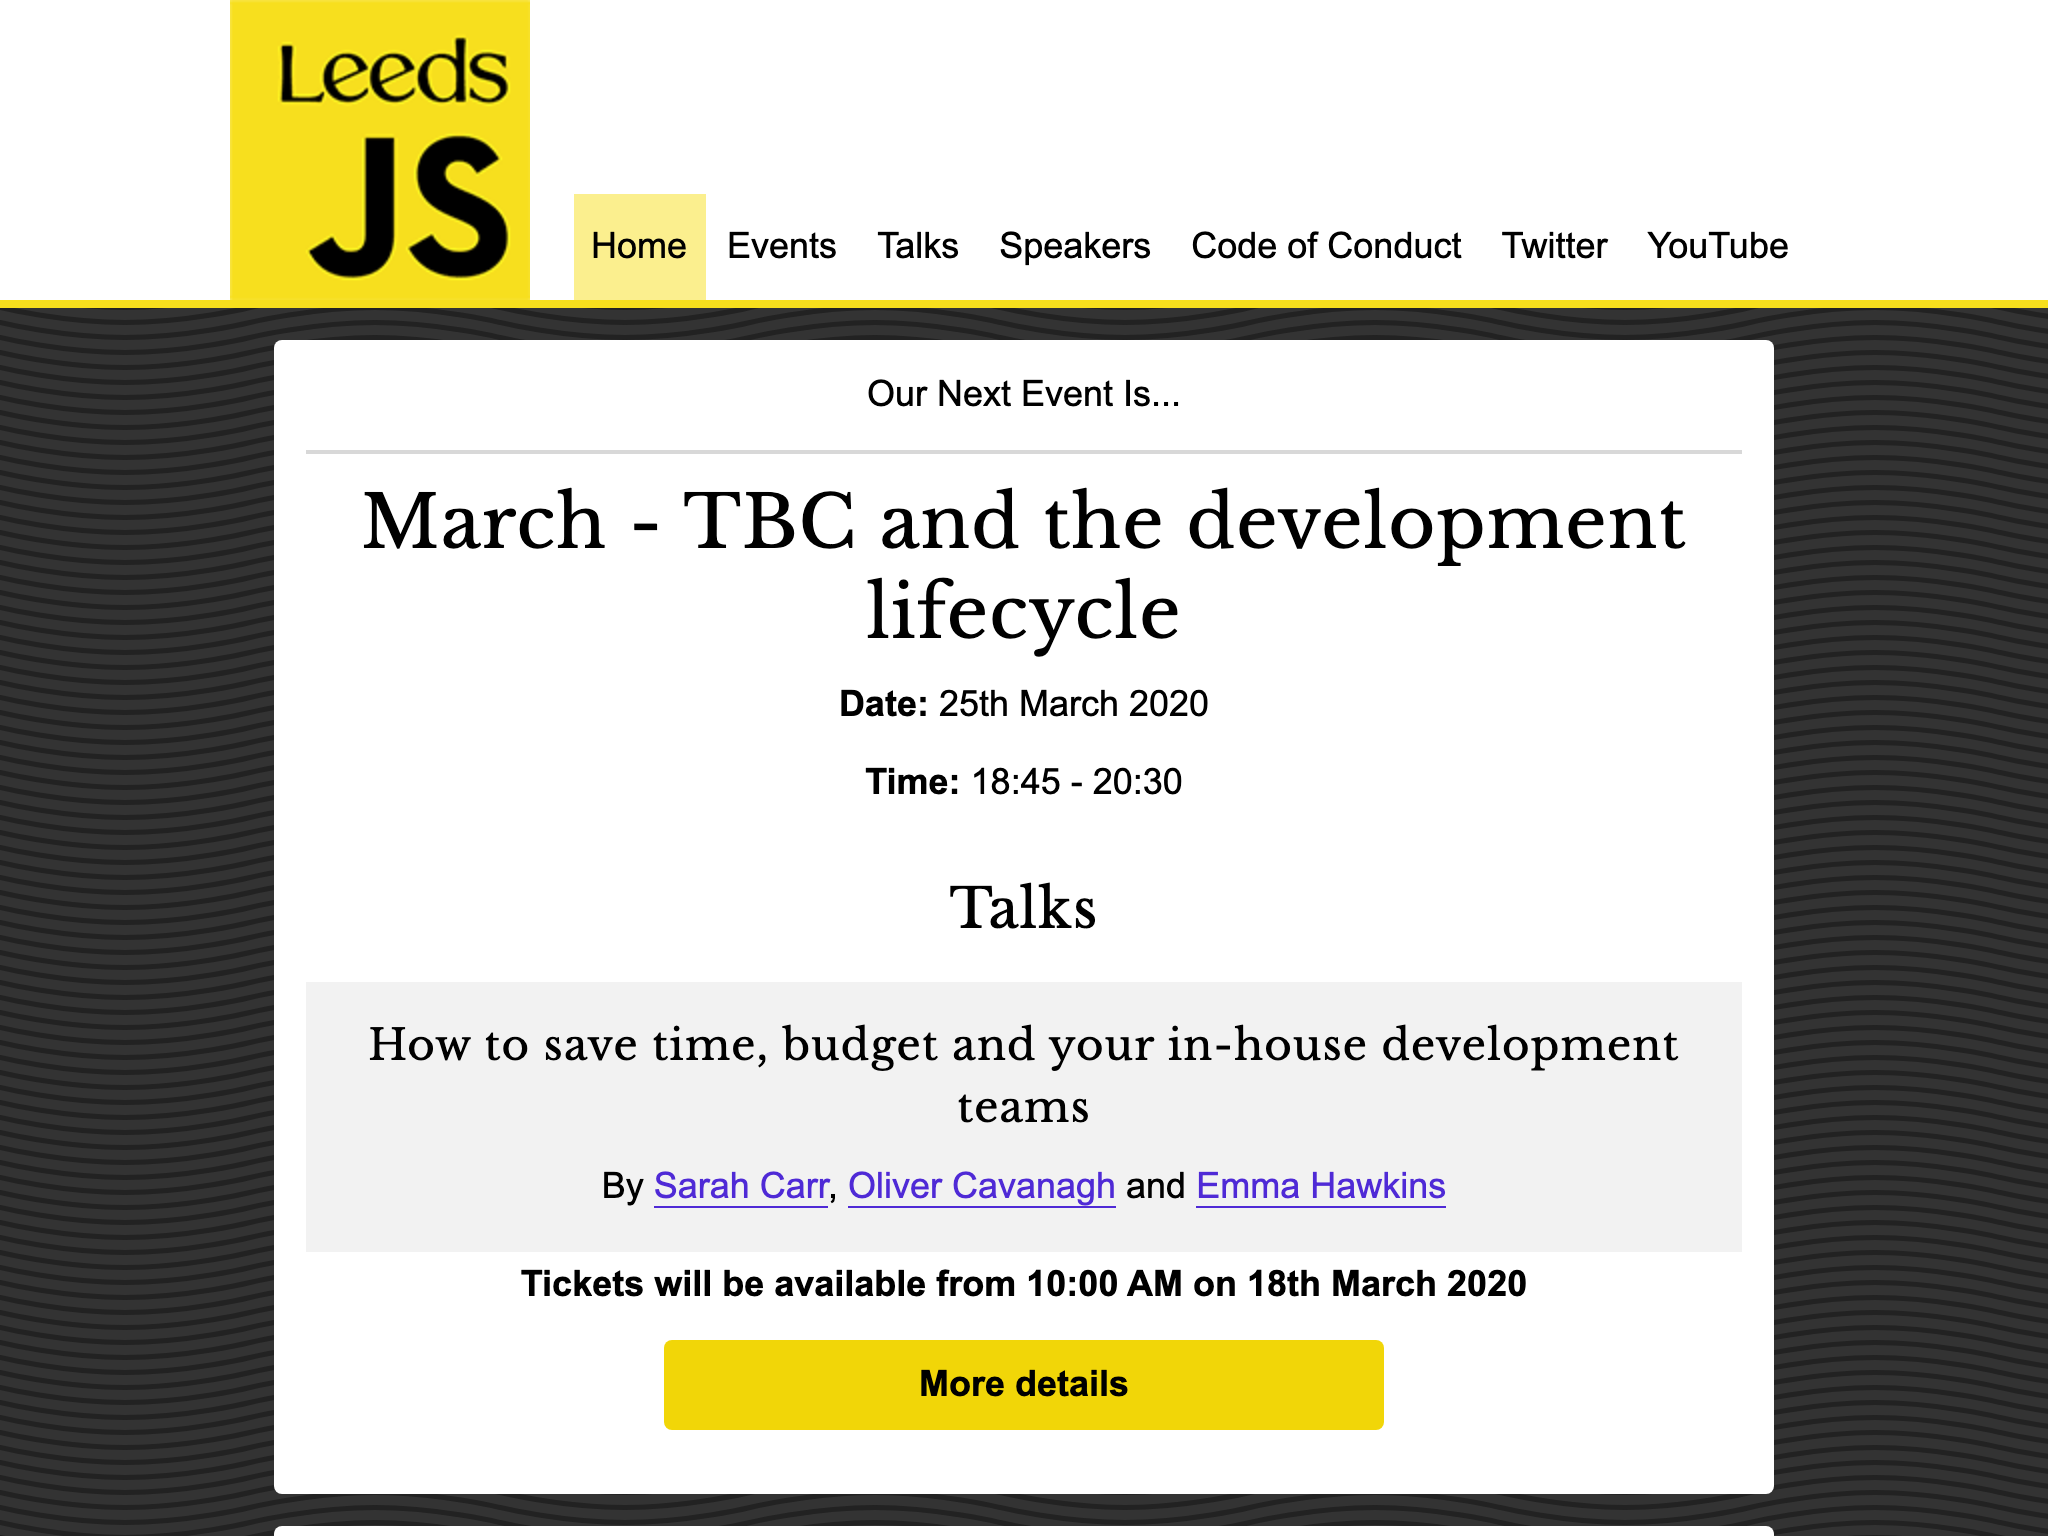 Leeds
JS
Home Events Talks Speakers Code of Conduct Twitter YouTube
Our Next Event Is...
March - TBC and the development
lifecycle
Date: 25th March 2020
Time: 18:45 - 20:30
Talks
How to save time, budget and your in-house development
teams
By Sarah Carr, Oliver Cavanagh and Emma Hawkins
Tickets will be available from 10:00 AM on 18th March 2020
More details